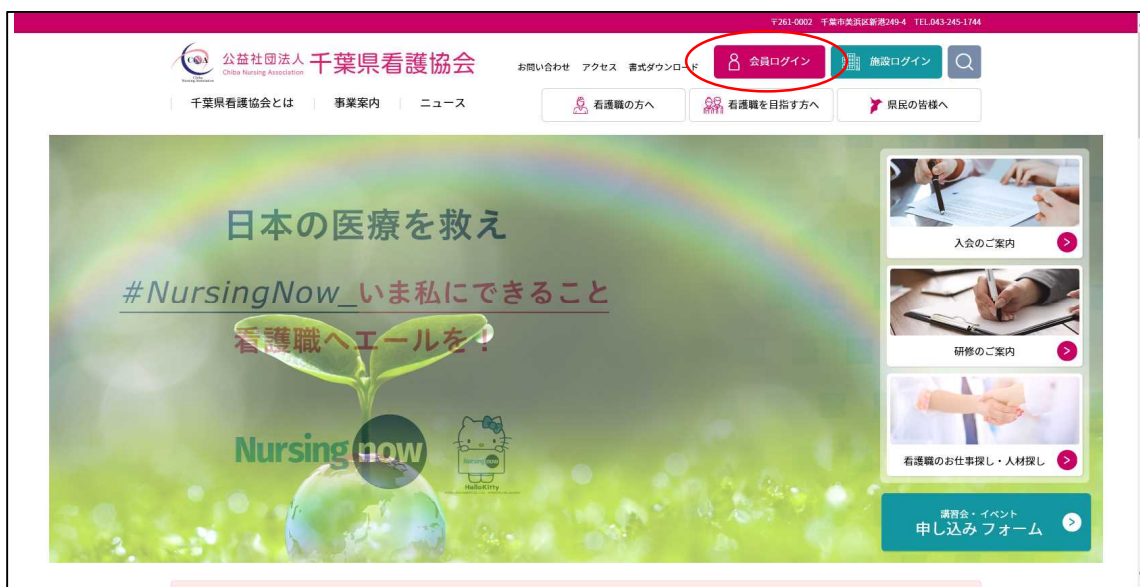 〒261-0002 千葉市美浜区新港249-4 TEL.043-245-1744
公益社団法人 千葉県看護協会
Chiba Nursing Association
お問い合わせ アクセス 書式ダウンロード
会員ログイン
施設ログイン
千葉県看護協会とは 事業案内 ニュース
看護職の方へ
看護職を目指す方へ
県民の皆様へ
日本の医療を救え
#NursingNow_いま私にできること
看護職へエールを!
Nursing now
HelloKitty
入会のご案内
研修のご案内
看護職のお仕事探し・人材探し
講習会・イベント
申し込みフォーム